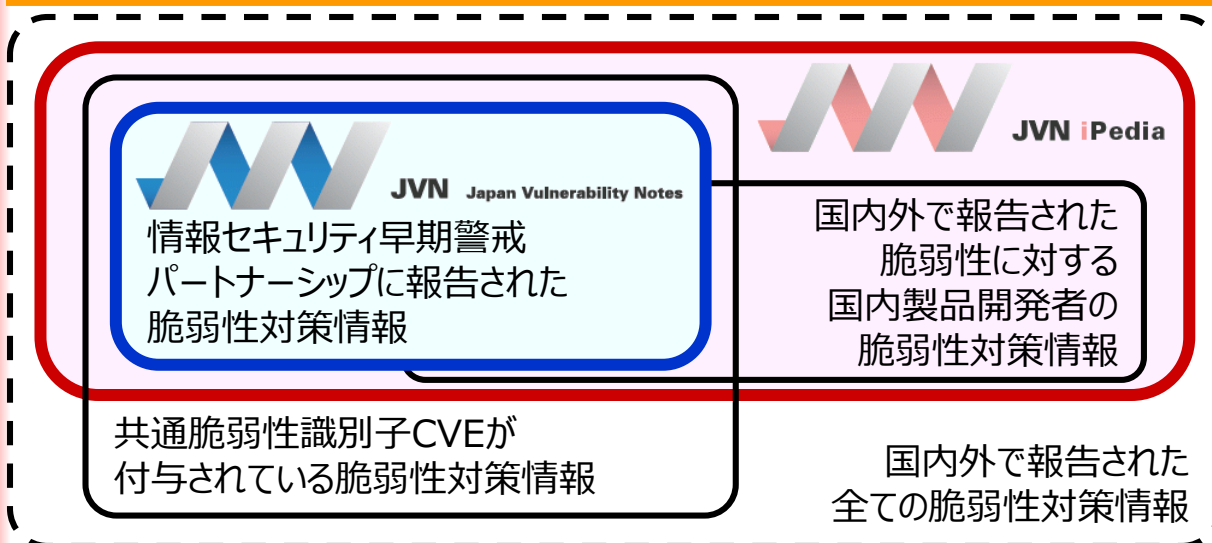 JVN iPedia
JVN Japan Vulnerability Notes
情報セキュリティ早期警戒
パートナーシップに報告された
脆弱性対策情報
国内外で報告された
脆弱性に対する
国内製品開発者の
脆弱性対策情報
共通脆弱性識別子CVEが
付与されている脆弱性対策情報
国内外で報告された
全ての脆弱性対策情報